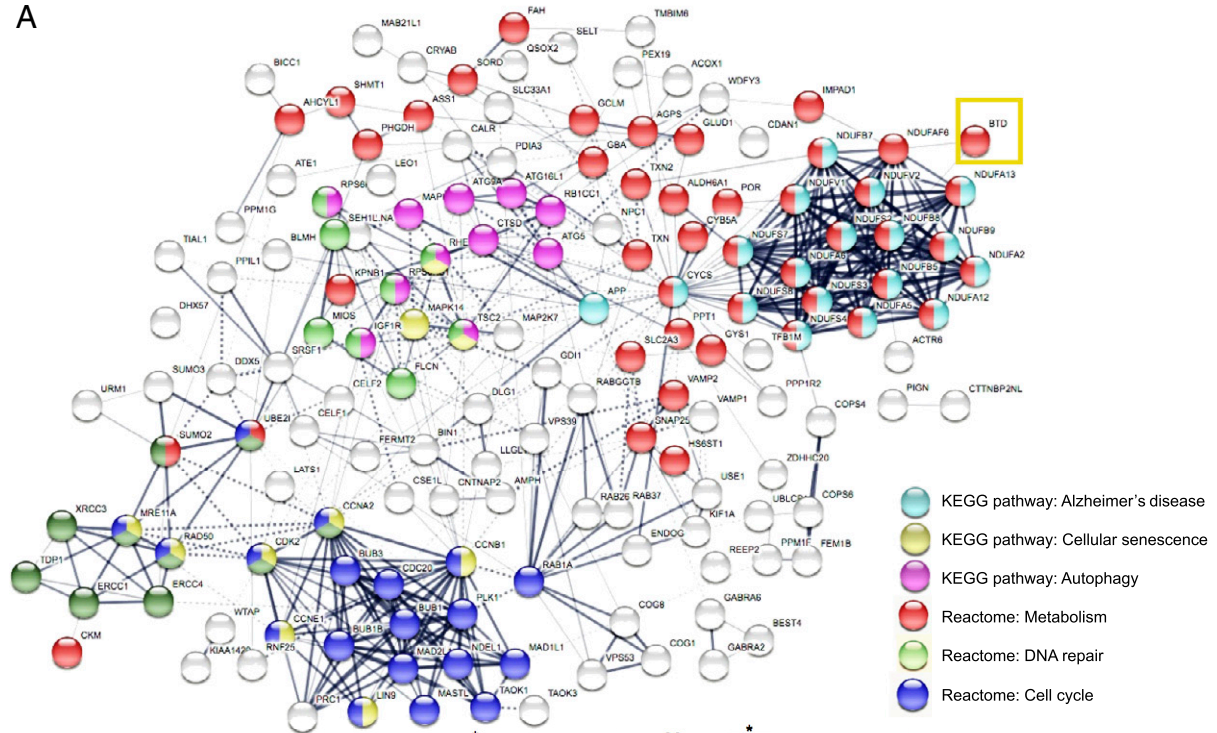 A
FAH
TMBIM6
MAB21L1
SELT
CRYAB
QSOX2
SORD
PEX19
ACOX1
BICC1
SHMT1
WDFY3
AHCYL1
ASS1
SLC33A1
GCLM
AGPS
IMPAD1
PHGDH
GLUD1
CDAN1
BTD
CALR
NDUFB7
NDUFAF6
PDIA3
GBA
ATE1
LEO1
TXN2
ATG9A
ATG16L1
NDUFV1
NDUFV2
NDUFA13
RB1CC1
ALDH6A1
POR
PPM1G
SEH1L
BLMH
CTSD
ATG5
NPC1
CYB5A
NDUFS2
NDUFB8
NDUFS7
NDUFB9
TIAL1
TXN
PPIL1
NDUFA6
NDUFA2
KPNB1
CYCS
NDUFB5
APP
NDUFS8
NDUFS3
NDUFA12
DHX57
MIOS
MAPK14
NDUFA5
IGF1R
TSC2
MAP2K7
PPT1
NDUFS4
SLC2A3
GYS1
TFB1M
SRSF1
ACTR6
DDX5
FLCN
GDI1
SUMO3
RABGGTB
VAMP2
URM1
CELF2
DLG1
PPP1R2
PIGN
CTTNBP2NL
CELF1
VAMP1
COPS4
UBE2I
VPS39
SNAP25
SUMO2
FERMT2
BIN1
HS6ST1
ZDHHC20
LATS1
CSE1L
CNTNAP2
AMPH
USE1
CCNA2
RAB26
RAB37
COPS6
XRCC3
MRE11A
KIF1A
RAD50
CDK2
BUB3
CCNB1
ENDOG
PPM1F
FEM1B
TDP1
CDC20
RAB1A
REEP2
ERCC1
ERCC4
PLK1
BUB1
WTAP
CCNE1
COG8
GABRA6
BUB1B
BEST4
CKM
RNF25
MAD2L
NDEL1
MAD1L1
COG1
GABRA2
VPS53
PRC1
LIN9
MASTL
TAOK1
TAOK3
KEGG pathway: Alzheimer’s disease
KEGG pathway: Cellular senescence
KEGG pathway: Autophagy
Reactome: Metabolism
Reactome: DNA repair
Reactome: Cell cycle